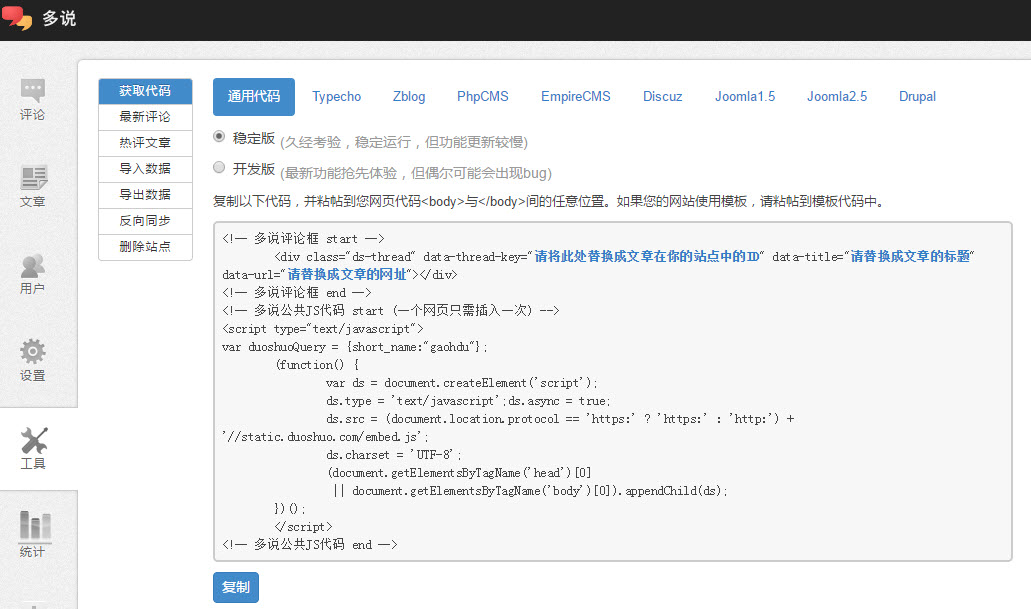 多说
评论
文章
用户
设置
工具
统计
获取代码
最新评论
热评文章
导入数据
导出数据
反向同步
删除站点
通用代码 Typecho Zblog PhpCMS EmpireCMS Discuz Joomla1.5 Joomla2.5 Drupal
稳定版 (久经考验，稳定运行，但功能更新较慢)
开发版 (最新功能抢先体验，但偶尔可能会出现bug)
复制以下代码，并粘帖到您网页代码<body>与</body>间的任意位置。如果您的网站使用模板，请粘帖到模板代码中。
<!-- 多说评论框 start -->
<div class="ds-thread" data-thread-key="请将此处替换成文章在你的站点中的ID" data-title="请替换成文章的标题"
data-url="请替换成文章的网址"></div>
<!-- 多说评论框 end -->
<!-- 多说公共JS代码 start (一个网页只需插入一次) -->
<script type="text/javascript">
var duoshuoQuery = {short_name:"gaohdu"};
(function() {
var ds = document.createElement('script');
ds.type = 'text/javascript';ds.async = true;
ds.src = (document.location.protocol == 'https:' ? 'https:' : 'http:') +
'//static.duoshuo.com/embed.js';
ds.charset = 'UTF-8';
(document.getElementsByTagName('head')[0]
|| document.getElementsByTagName('body')[0]).appendChild(ds);
})();
</script>
<!-- 多说公共JS代码 end -->
复制